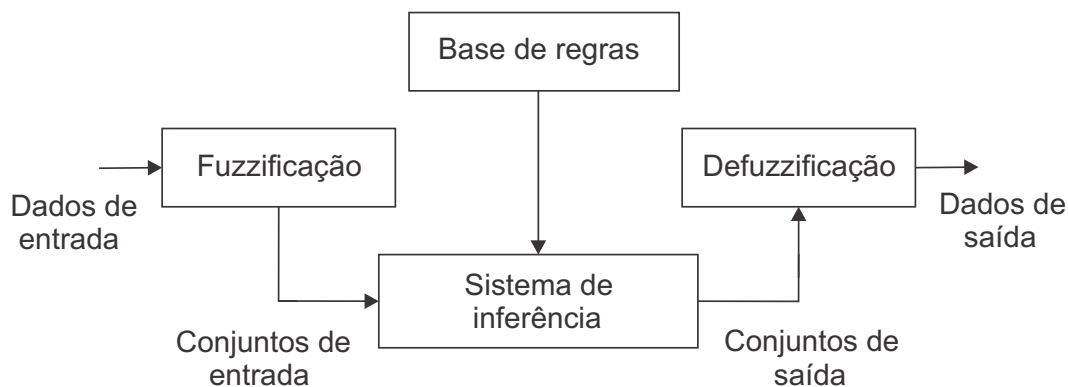 Base de regras
Fuzzificação
Defuzzificação
Dados de
entrada
Dados de
saída
Sistema de
inferência
Conjuntos de
entrada
Conjuntos de
saída